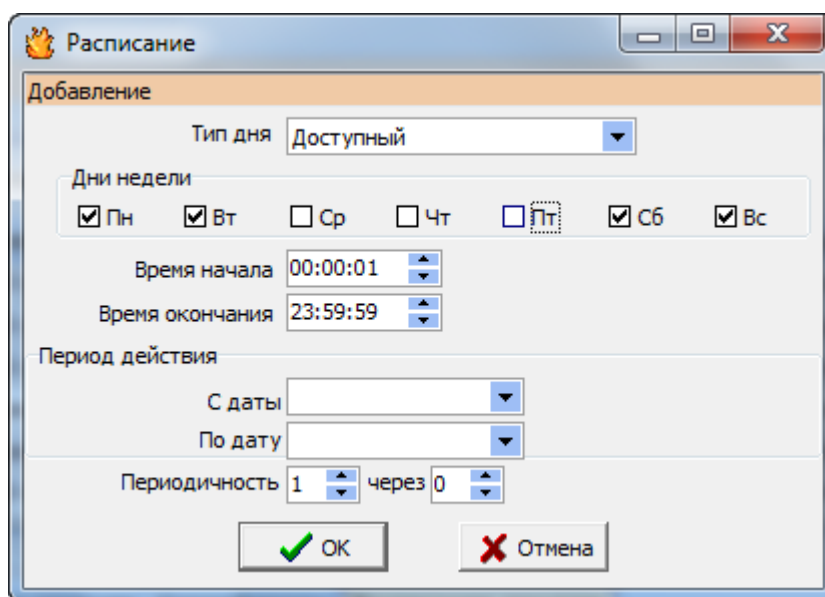 Расписание
Добавление
Тип дня Доступный
Дни недели
Пн Вт Ср Чт Пт Сб Вс
Время начала 00:00:01
Время окончания 23:59:59
Период действия
С даты
По дату
Периодичность 1 через 0
ОК Отмена